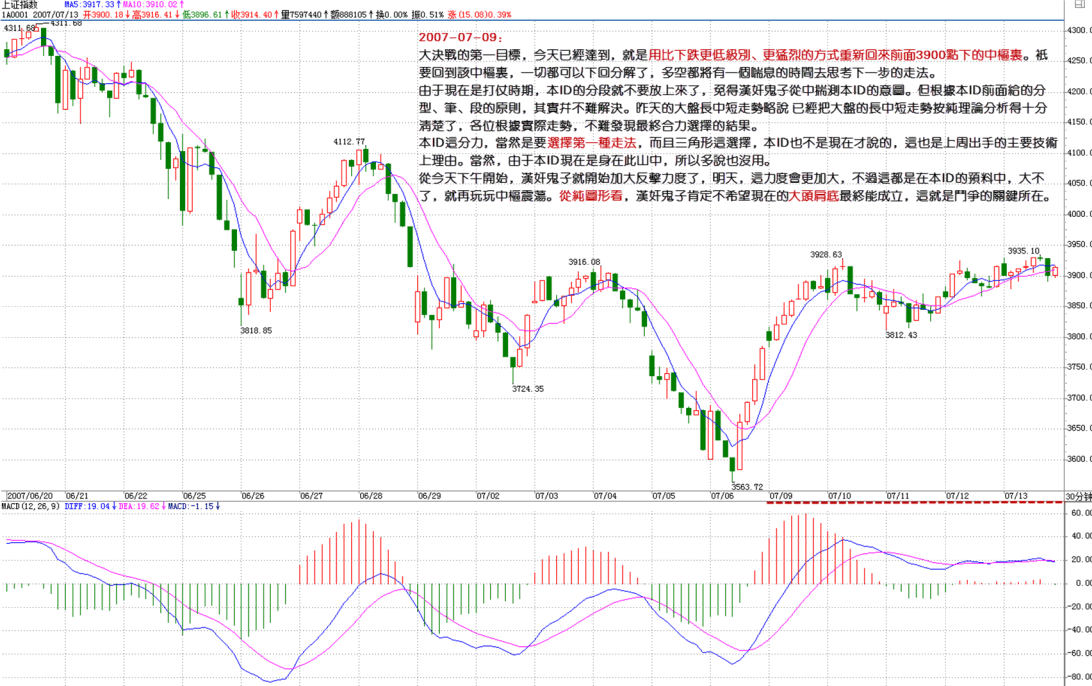 上证指数 MA5:3917.33↑MA10:3910.02↑
1A0001 2007/07/13 开3900.18↓高3916.41↓低3896.61↑收3914.40↑量7597440↑额888105↑换0.00% 振0.51% 涨(15.08)0.39%
4311.68
4311.68
2007-07-09：
大決戰的第一目標，今天已經達到，就是用比下跌更低級別、更猛烈的方式重新回來前面3900點下的中樞裏。衹
要回到該中樞裏，一切都可以下回分解了，多空都將有一個喘息的時間去思考下一步的走法。
由于現在是打仗時期，本ID的分段就不要放上來了，免得漢奸鬼子從中揣測本ID的意圖。但根據本ID前面給的分
型、筆、段的原則，其實幷不難解決。昨天的大盤長中短走勢略說 已經把大盤的長中短走勢按純理論分析得十分
清楚了，各位根據實際走勢，不難發現最終合力選擇的結果。
本ID這分力，當然是要選擇第一種走法，而且三角形這選擇，本ID也不是現在才說的，這也是上周出手的主要技術
上理由。當然，由于本ID現在是身在此山中，所以多說也沒用。
從今天下午開始，漢奸鬼子就開始加大反擊力度了，明天，這力度會更加大，不過這都是在本ID的預料中，大不
了，就再玩玩中樞震蕩。從純圖形看，漢奸鬼子肯定不希望現在的大頭肩底最終能成立，這就是鬥爭的關鍵所在。
4112.77
3818.85
3916.08
3724.35
3563.72
3928.63
3812.43
3935.10
4300.0
4250.0
4200.0
4150.0
4100.0
4050.0
4000.0
3950.0
3900.0
3850.0
3800.0
3750.0
3700.0
3650.0
3600.0
2007/06/20 06/21 06/22 06/25 06/26 06/27 06/28 06/29 07/02 07/03 07/04 07/05 07/06 07/09 07/10 07/11 07/12 07/13 30分钟
MACD(12,26,9) DIFF:19.04↓DEA:19.62↓MACD:-1.15↓
60.00
40.00
20.00
0.00
-20.00
-40.00
-60.00
-80.00